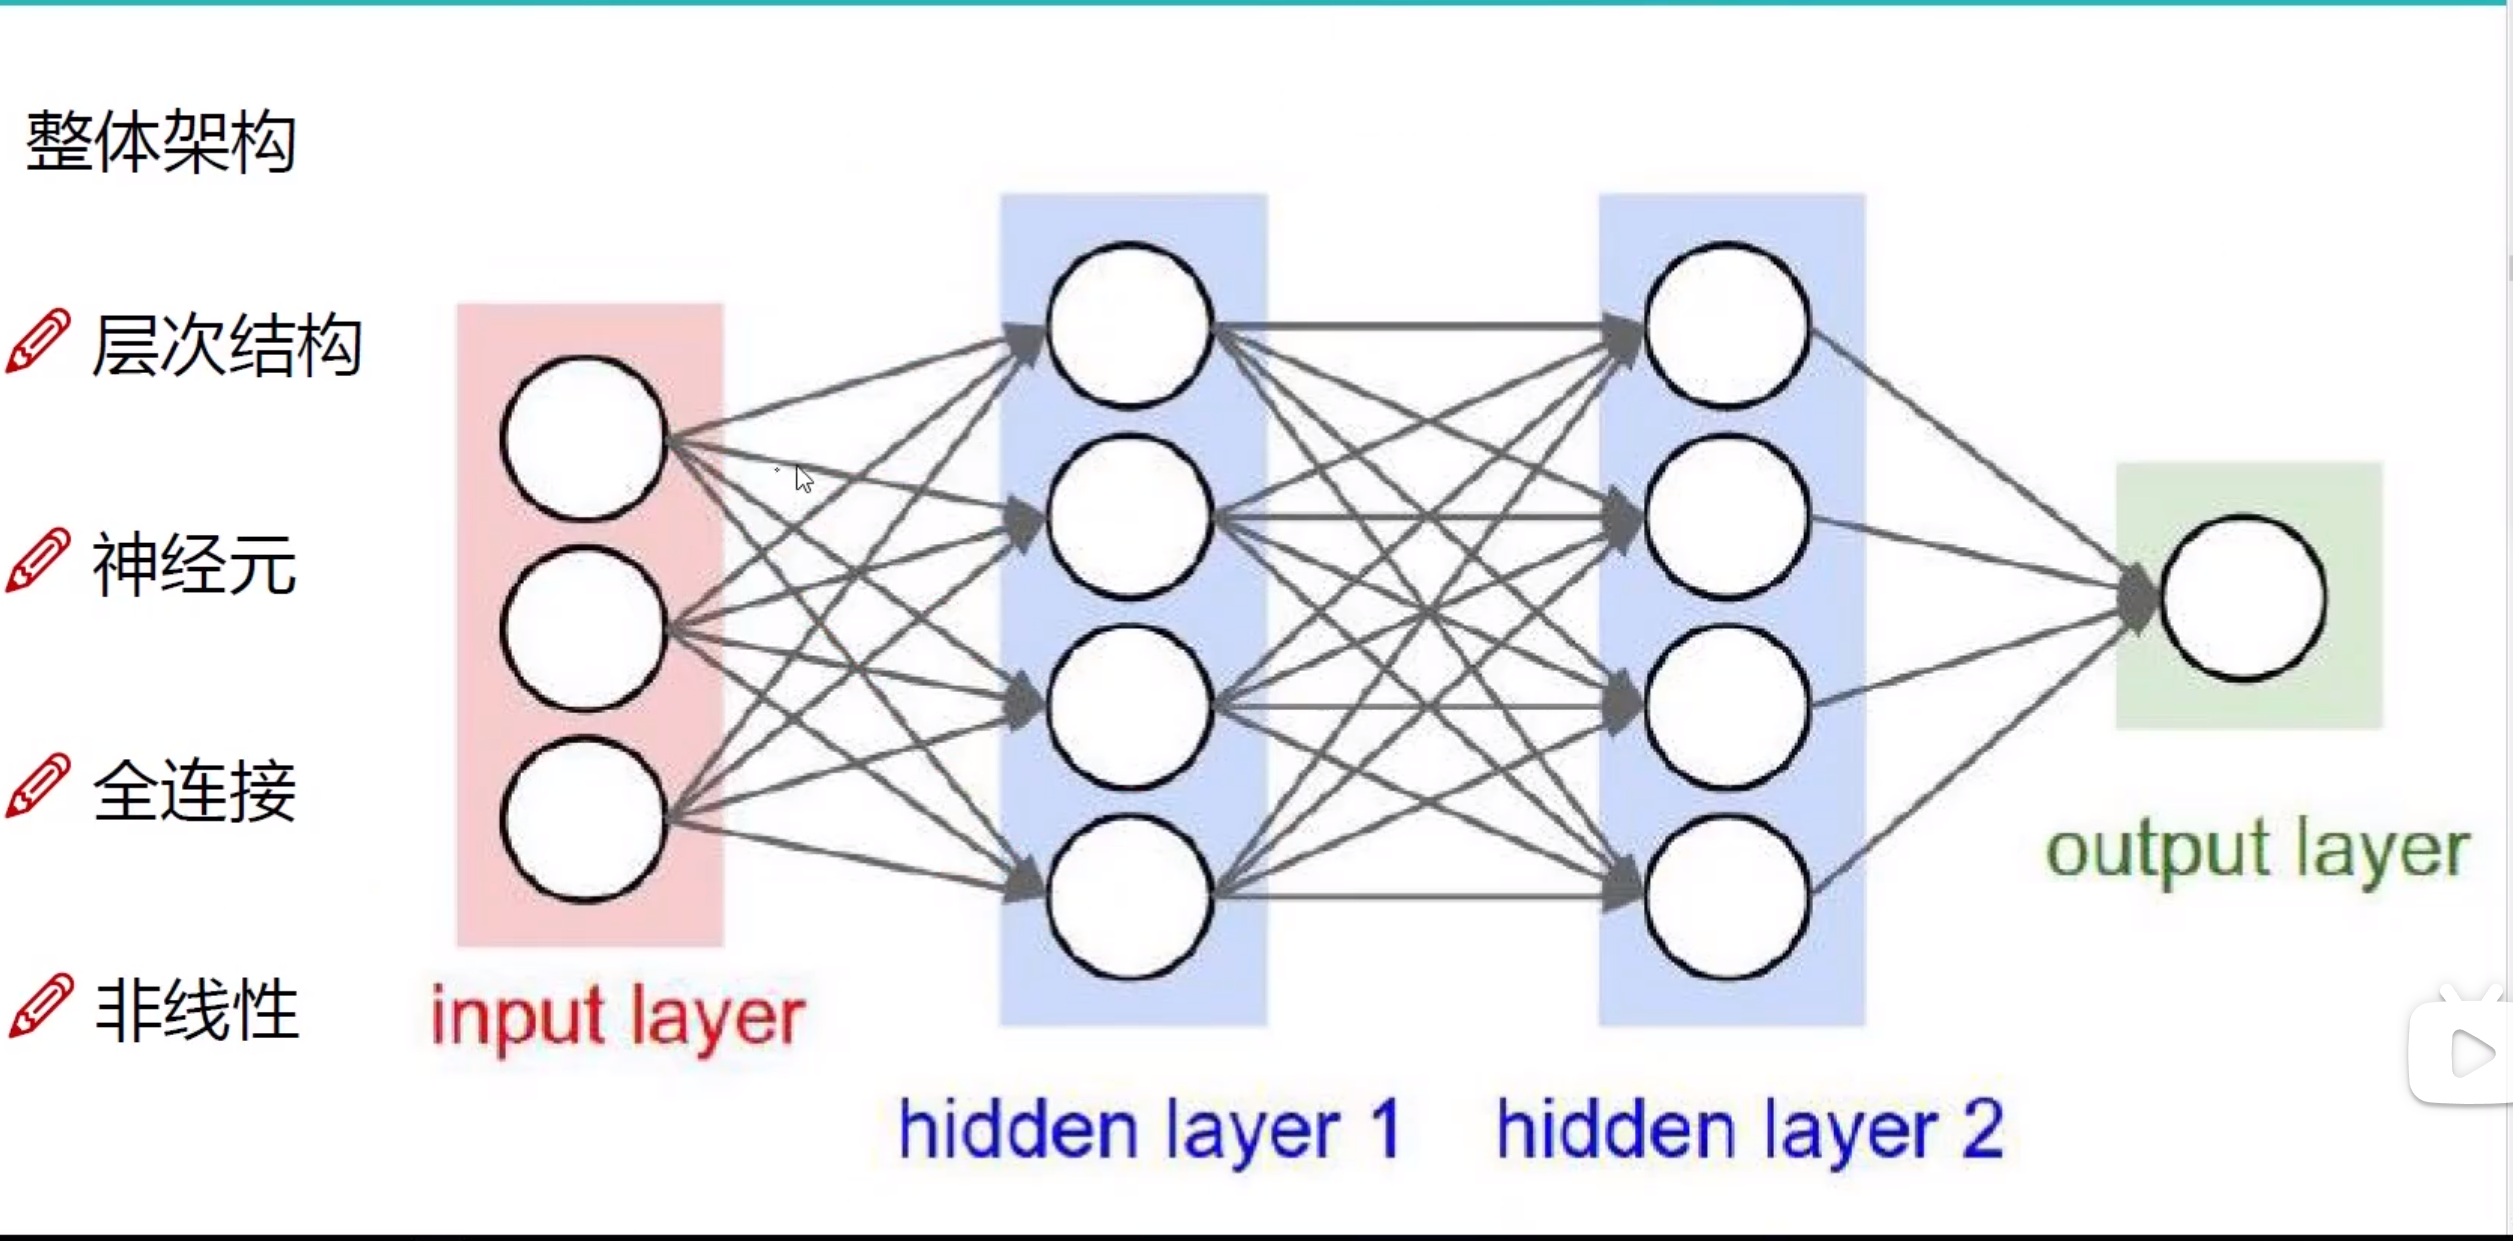 整体架构
层次结构
神经元
全连接
非线性
input layer
hidden layer 1
hidden layer 2
output layer